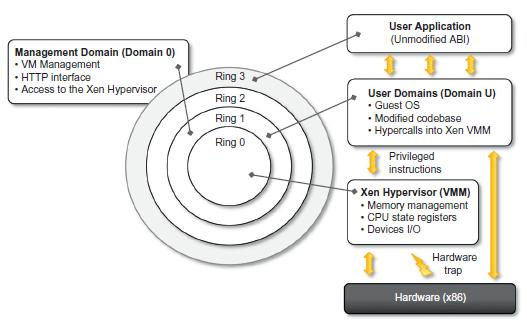 Management Domain (Domain 0)
• VM Management
• HTTP interface
• Access to the Xen Hypervisor
Ring 3
Ring 2
Ring 1
Ring 0
User Application
(Unmodified ABI)
User Domains (Domain U)
• Guest OS
• Modified codebase
• Hypercalls into Xen VMM
Privileged
instructions
Xen Hypervisor (VMM)
• Memory management
• CPU state registers
• Devices I/O
Hardware
trap
Hardware (x86)